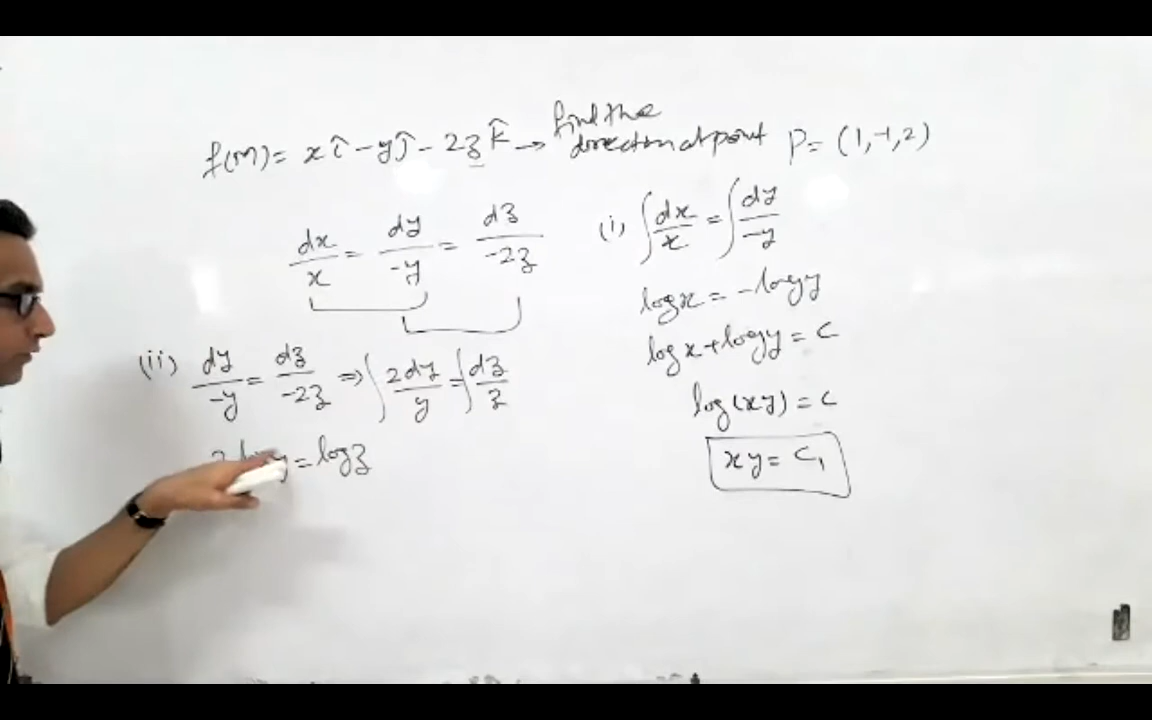 f(M) = xî - yĵ - 2z k̂ → find the direction at point P = (1, -1, 2)
dx/x = dy/-y = dz/-2z
(i) ∫dx/x = ∫dy/-y
log x = -log y
log x + log y = c
log(xy) = c
xy = C₁
(ii) dy/-y = dz/-2z ⇒ ∫2dy/y = ∫dz/z
y = log z